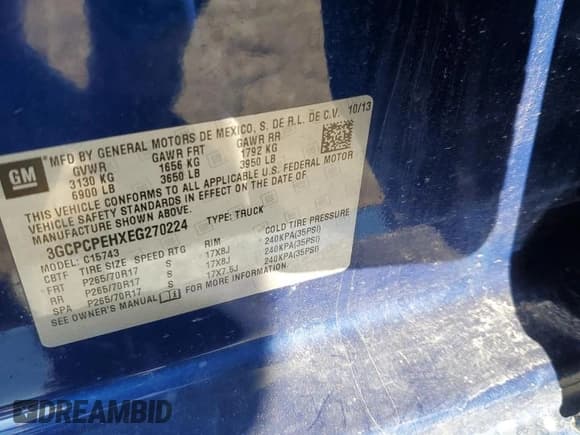 GM
MFD BY GENERAL MOTORS DE MEXICO, S. DE R.L. DE C.V. 10/13
GVWR GAWR FRT GAWR RR
3130 KG 1656 KG 1792 KG
6900 LB 3650 LB 3950 LB
THIS VEHICLE CONFORMS TO ALL APPLICABLE U.S. FEDERAL MOTOR
VEHICLE SAFETY STANDARDS IN EFFECT ON THE DATE OF
MANUFACTURE SHOWN ABOVE.
3GCPCPEHXEG270224 TYPE: TRUCK
MODEL: C15743
CBTF TIRE SIZE SPEED RTG RIM COLD TIRE PRESSURE
FRT P265/70R17 S 17X8J 240KPA(35PSI)
RR P265/70R17 S 17X8J 240KPA(35PSI)
SPA P265/70R17 S 17X7.5J 240KPA(35PSI)
SEE OWNER'S MANUAL FOR MORE INFORMATION.
DREAMBID